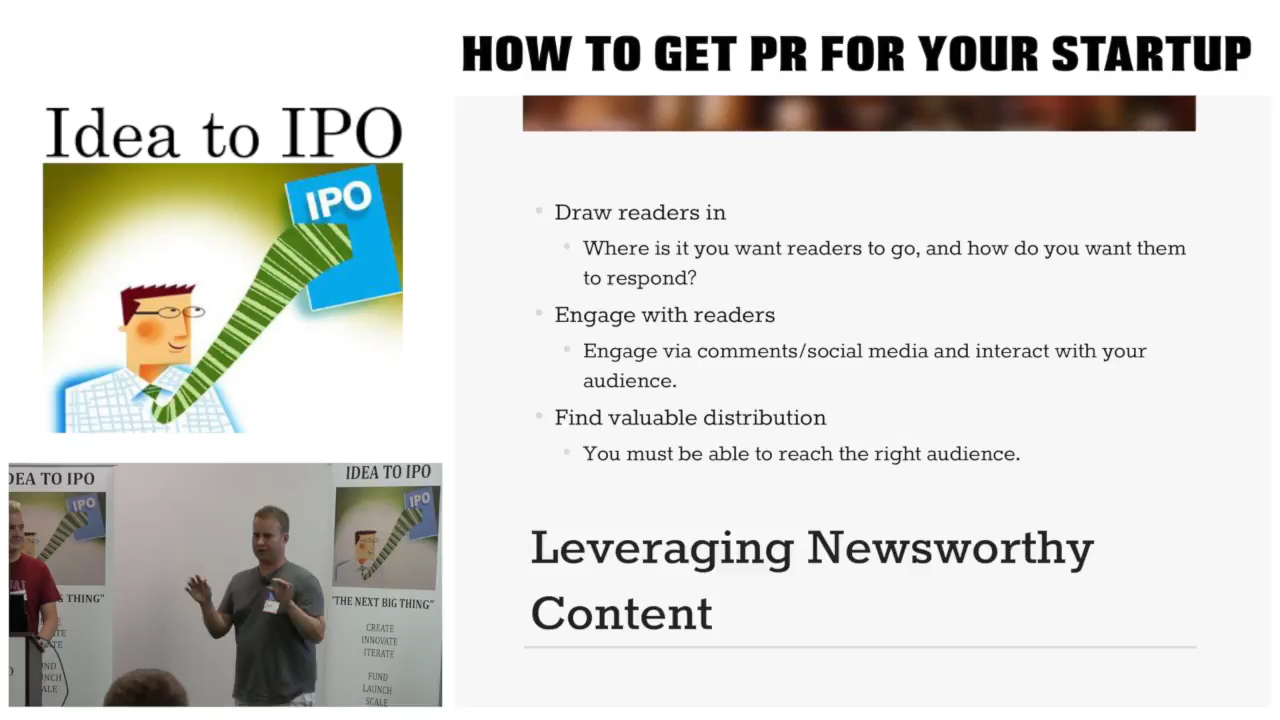 HOW TO GET PR FOR YOUR STARTUP
Idea to IPO
IPO
Draw readers in
Where is it you want readers to go, and how do you want them
to respond?
Engage with readers
Engage via comments/social media and interact with your
audience.
Find valuable distribution
You must be able to reach the right audience.
Leveraging Newsworthy
Content
DEA TO IPO
IPO
S THING"
IDEA TO IPO
IPO
"THE NEXT BIG THING"
CREATE
INNOVATE
ITERATE
FUND
LAUNCH
SCALE